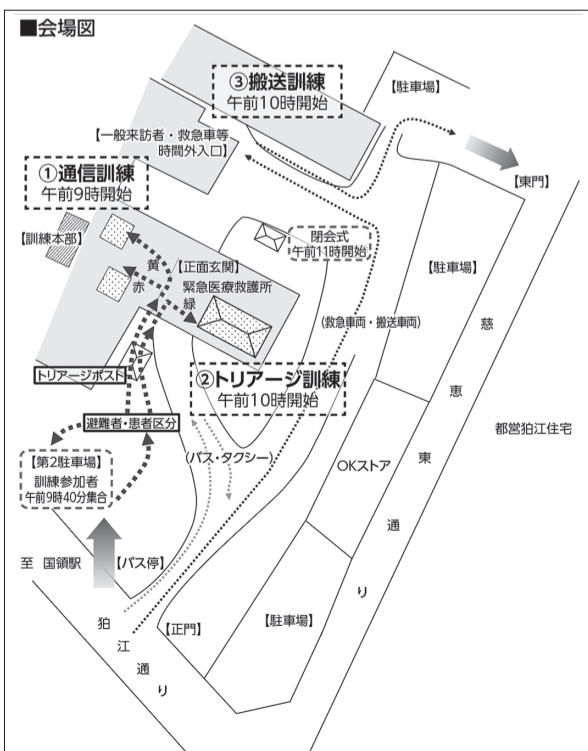 ■会場図
③搬送訓練
午前10時開始
【駐車場】
【一般来訪者・救急車等
時間外入口】
①通信訓練
午前9時開始
【東門】
【訓練本部】
閉会式
午前11時開始
【駐車場】
黄
【正面玄関】
赤
緊急医療救護所
緑
(救急車両・搬送車両)
慈恵東通り
トリアージポスト
②トリアージ訓練
午前10時開始
避難者・患者区分
都営狛江住宅
【第2駐車場】
訓練参加者
午前9時40分集合
(バス・タクシー)
OKストア
至 国領駅
【バス停】
狛江通り
【正門】
【駐車場】